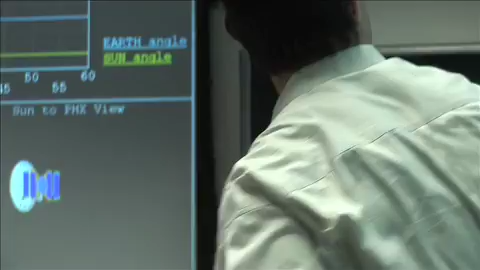 EARTH angle
SUN angle
50 60
45 55
Sun to PHX View